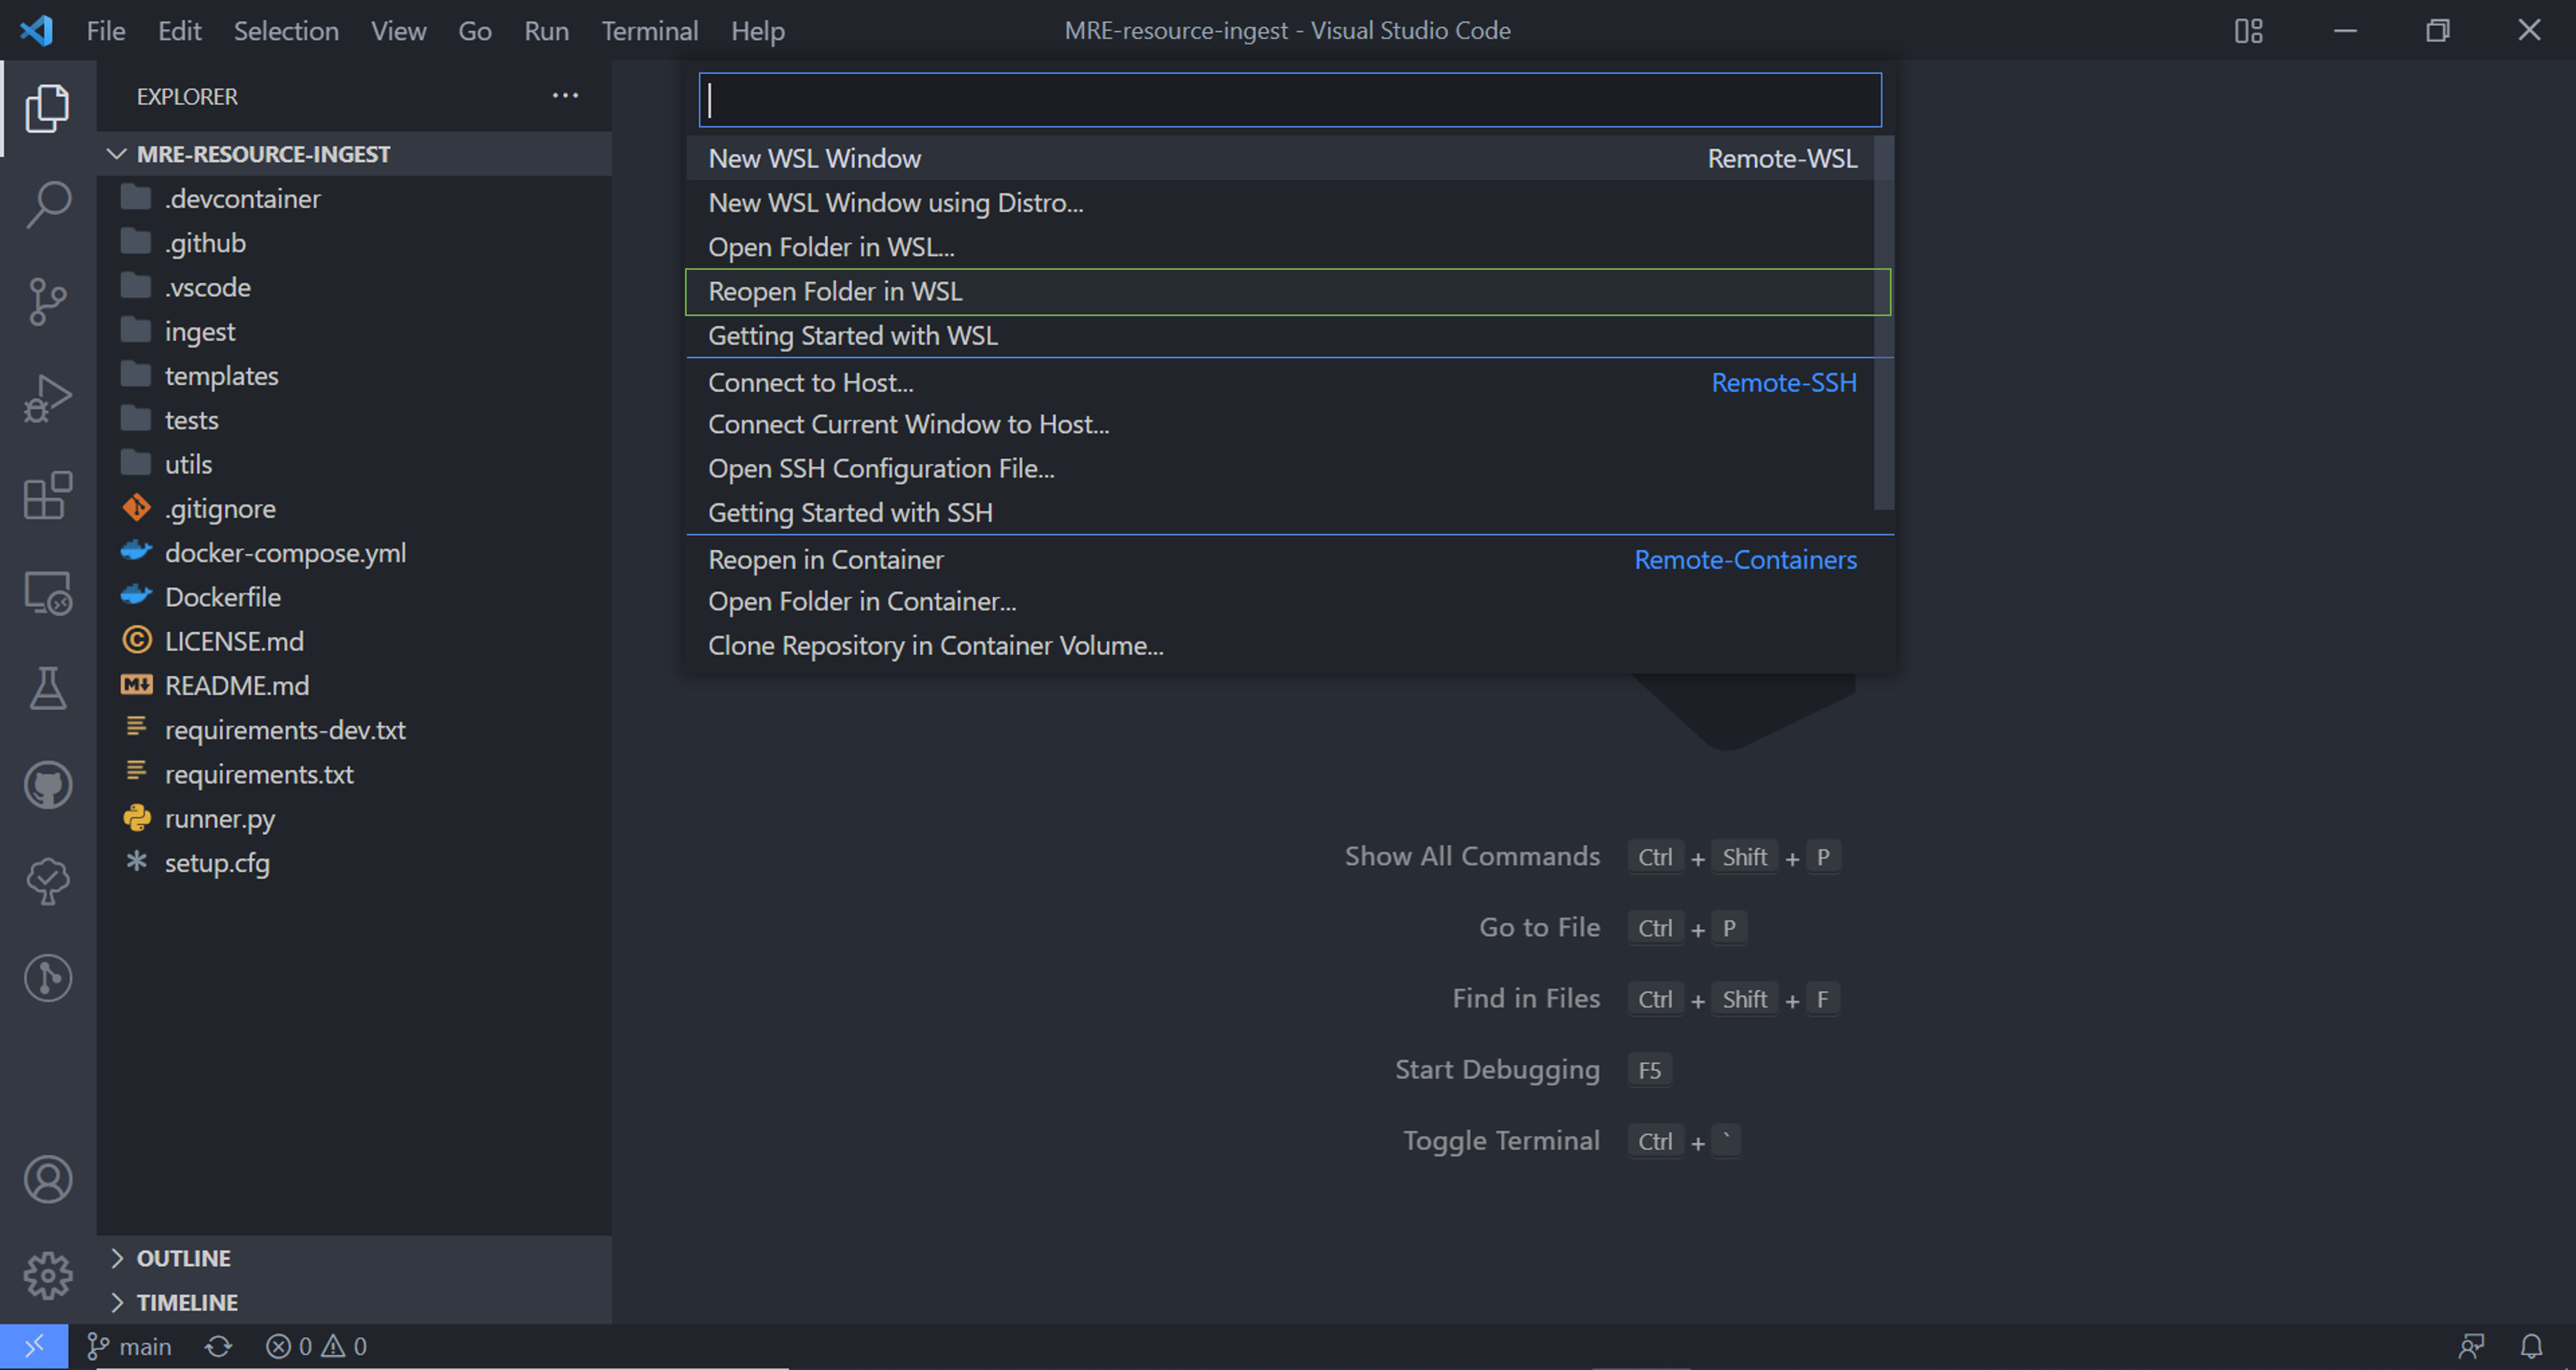 File Edit Selection View Go Run Terminal Help MRE-resource-ingest - Visual Studio Code
EXPLORER
MRE-RESOURCE-INGEST
.devcontainer
.github
.vscode
ingest
templates
tests
utils
.gitignore
docker-compose.yml
Dockerfile
LICENSE.md
README.md
requirements-dev.txt
requirements.txt
runner.py
setup.cfg
OUTLINE
TIMELINE
New WSL Window Remote-WSL
New WSL Window using Distro...
Open Folder in WSL...
Reopen Folder in WSL
Getting Started with WSL
Connect to Host... Remote-SSH
Connect Current Window to Host...
Open SSH Configuration File...
Getting Started with SSH
Reopen in Container Remote-Containers
Open Folder in Container...
Clone Repository in Container Volume...
Show All Commands Ctrl + Shift + P
Go to File Ctrl + P
Find in Files Ctrl + Shift + F
Start Debugging F5
Toggle Terminal Ctrl + `
main 0 0